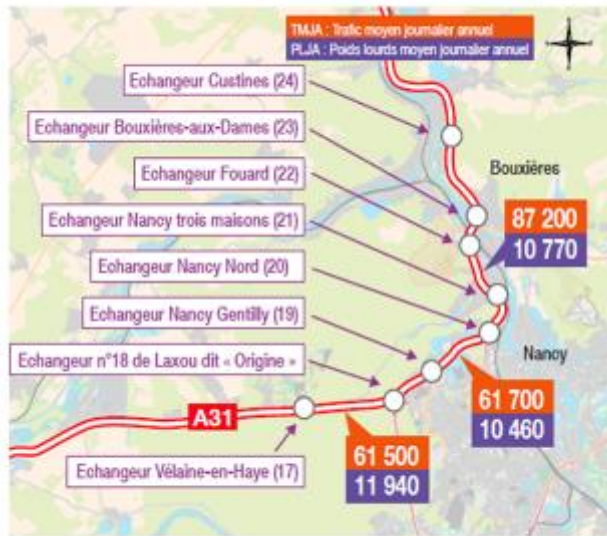 TMJA : Trafic moyen journalier annuel
PLJA : Poids lourds moyen journalier annuel
Echangeur Custines (24)
Echangeur Bouxières-aux-Dames (23)
Bouxières
Echangeur Fouard (22)
87 200
10 770
Echangeur Nancy trois maisons (21)
Echangeur Nancy Nord (20)
Echangeur Nancy Gentilly (19)
Nancy
Echangeur n°18 de Laxou dit « Origine »
61 700
10 460
A31
61 500
11 940
Echangeur Vélaine-en-Haye (17)